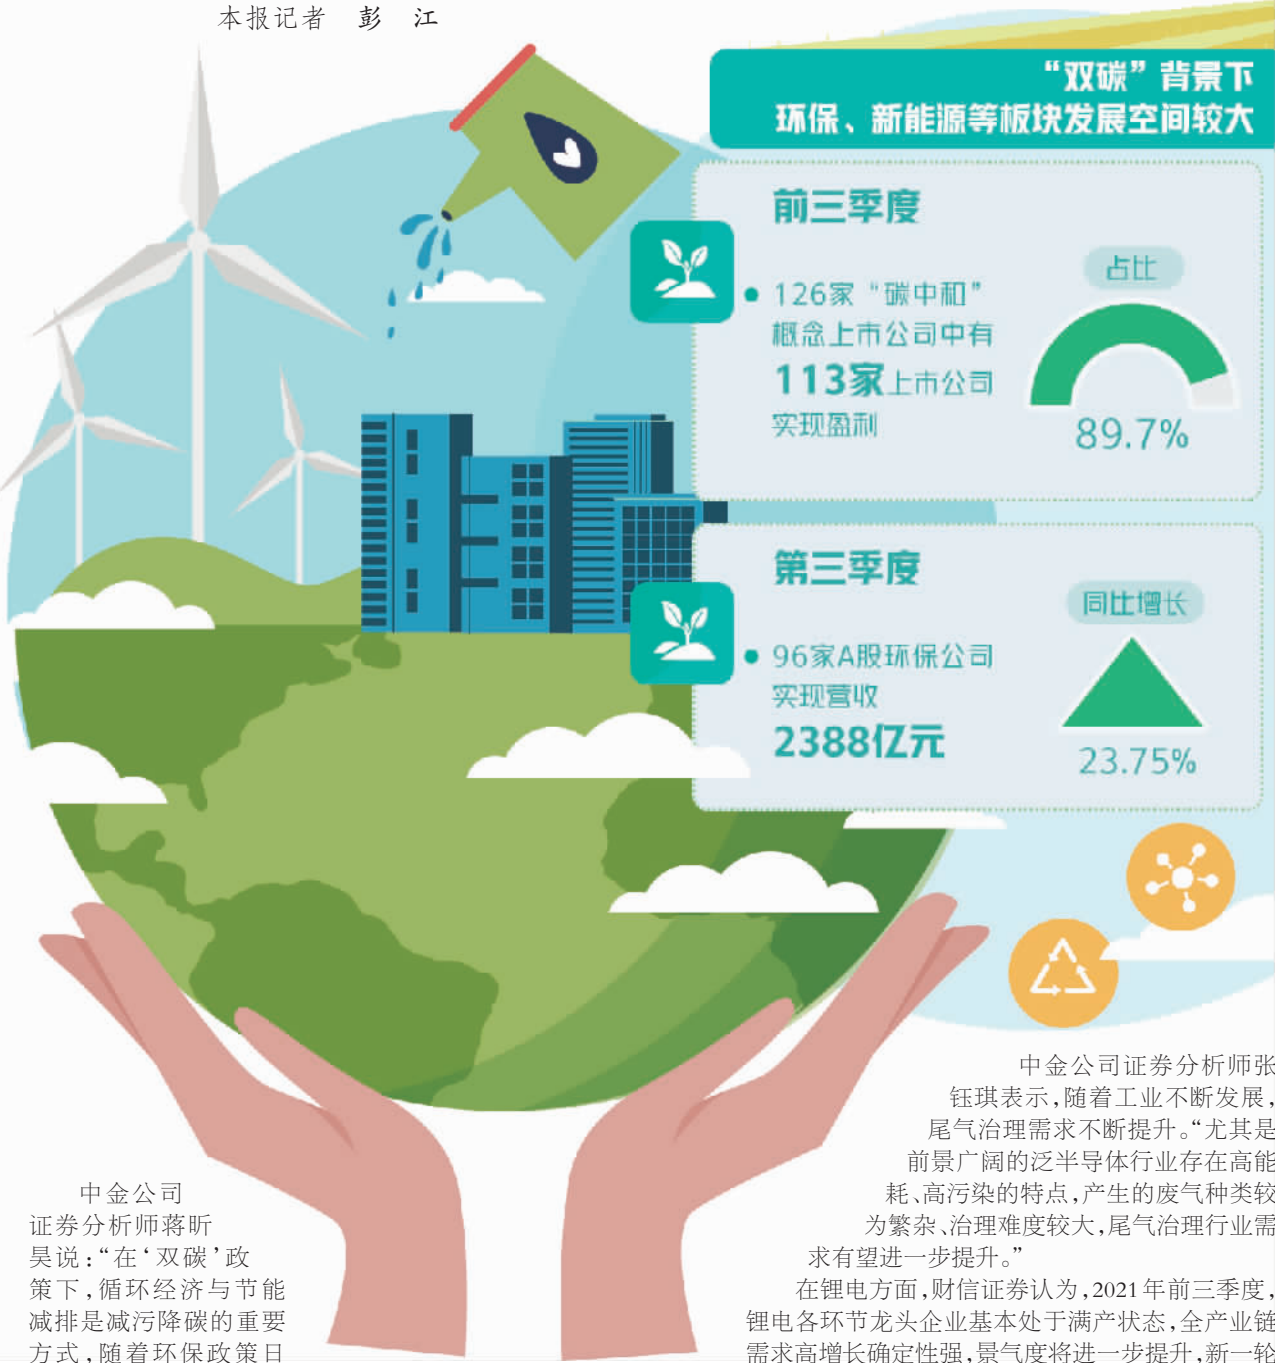 本报记者 彭 江
“双碳”背景下
环保、新能源等板块发展空间较大
前三季度
126家“碳中和”
概念上市公司中有
113家上市公司
实现盈利
占比
89.7%
第三季度
96家A股环保公司
实现营收
2388亿元
同比增长
23.75%
中金公司
证券分析师蒋昕
昊说:“在‘双碳’政
策下,循环经济与节能
减排是减污降碳的重要
方式,随着环保政策日
中金公司证券分析师张
钰琪表示,随着工业不断发展,
尾气治理需求不断提升。“尤其是
前景广阔的泛半导体行业存在高能
耗、高污染的特点,产生的废气种类较
为繁杂、治理难度较大,尾气治理行业需
求有望进一步提升。”
在锂电方面,财信证券认为,2021年前三季度,
锂电各环节龙头企业基本处于满产状态,全产业链
需求高增长确定性强,景气度将进一步提升,新一轮